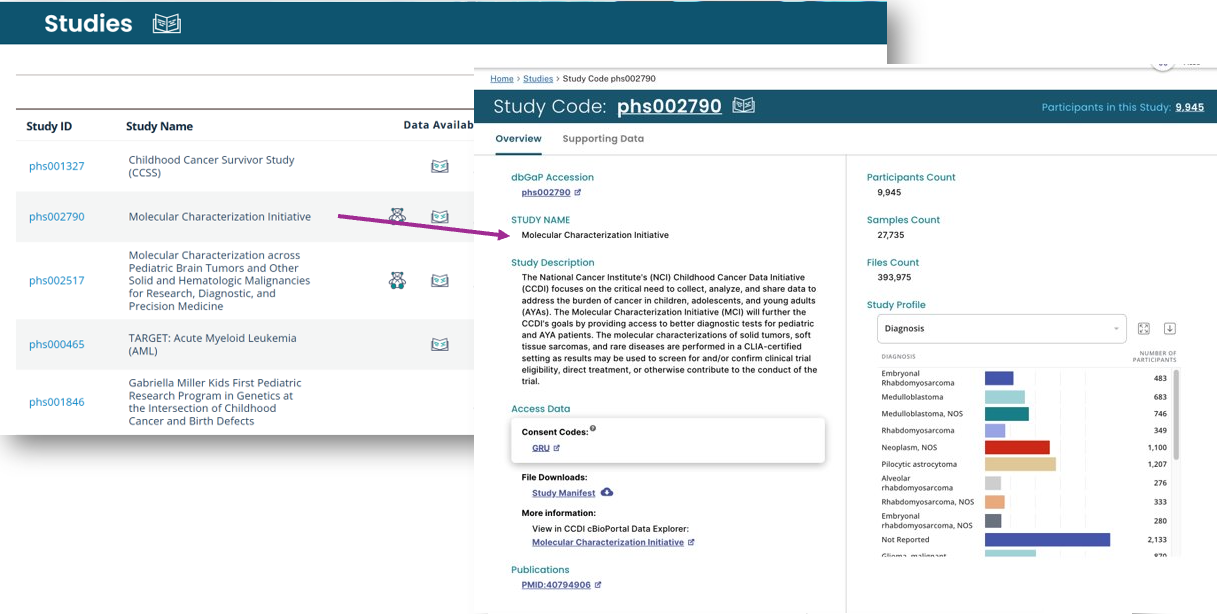 Studies
Study ID
Study Name
Data Availab
phs001327
Childhood Cancer Survivor Study
(CCSS)
phs002790
Molecular Characterization Initiative
phs002517
Molecular Characterization across
Pediatric Brain Tumors and Other
Solid and Hematologic Malignancies
for Research, Diagnostic, and
Precision Medicine
phs000465
TARGET: Acute Myeloid Leukemia
(AML)
phs001846
Gabriella Miller Kids First Pediatric
Research Program in Genetics at
the Intersection of Childhood
Cancer and Birth Defects
Home > Studies > Study Code phs002790
Study Code: phs002790
Participants in this Study: 9,945
Overview
Supporting Data
dbGaP Accession
phs002790
STUDY NAME
Molecular Characterization Initiative
Study Description
The National Cancer Institute's (NCI) Childhood Cancer Data Initiative
(CCDI) focuses on the critical need to collect, analyze, and share data to
address the burden of cancer in children, adolescents, and young adults
(AYAs). The Molecular Characterization Initiative (MCI) will further the
CCDI's goals by providing access to better diagnostic tests for pediatric
and AYA patients. The molecular characterizations of solid tumors, soft
tissue sarcomas, and rare diseases are performed in a CLIA-certified
setting as results may be used to screen for and/or confirm clinical trial
eligibility, direct treatment, or otherwise contribute to the conduct of the
trial.
Access Data
Consent Codes:
GRU
File Downloads:
Study Manifest
More information:
View in CCDI cBioPortal Data Explorer:
Molecular Characterization Initiative
Publications
PMID:40794906
Participants Count
9,945
Samples Count
27,735
Files Count
393,975
Study Profile
Diagnosis
DIAGNOSIS
NUMBER OF
PARTICIPANTS
Embryonal
Rhabdomyosarcoma
483
Medulloblastoma
683
Medulloblastoma, NOS
746
Rhabdomyosarcoma
349
Neoplasm, NOS
1,100
Pilocytic astrocytoma
1,207
Alveolar
rhabdomyosarcoma
276
Rhabdomyosarcoma, NOS
333
Embryonal
rhabdomyosarcoma, NOS
280
Not Reported
2,133
Glioma, malignant
870